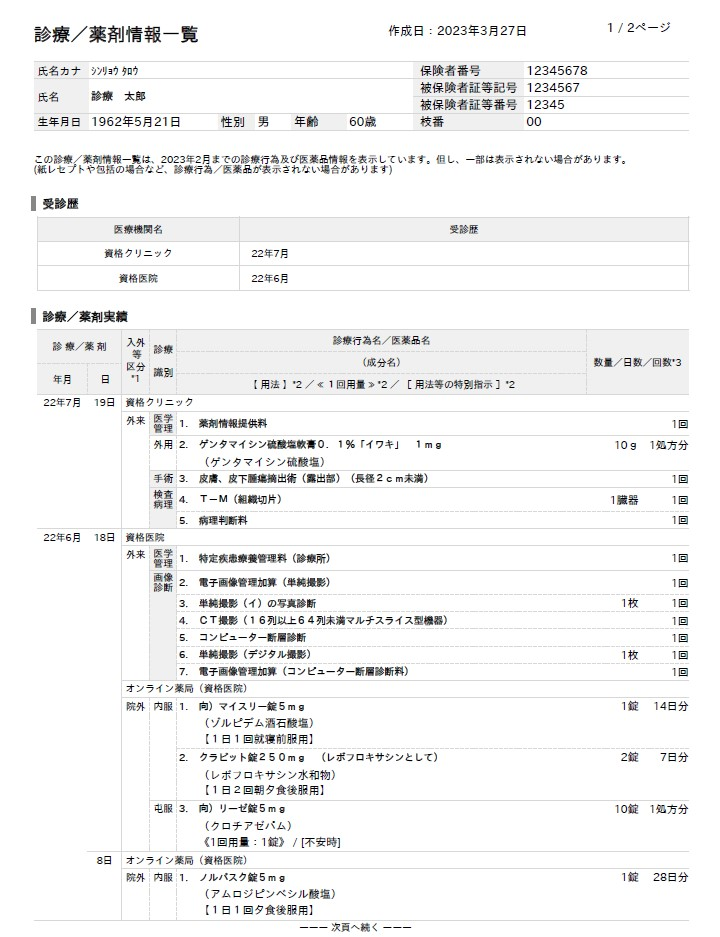 診療／薬剤情報一覧
作成日：2023年3月27日
1 / 2ページ
氏名カナ ｼﾝﾘｮｳ ﾀﾛｳ 保険者番号 12345678
氏名 診療　太郎 被保険者証等記号 1234567
被保険者証等番号 12345
生年月日 1962年5月21日 性別 男 年齢 60歳 枝番 00
この診療／薬剤情報一覧は、2023年2月までの診療行為及び医薬品情報を表示しています。但し、一部は表示されない場合があります。
(紙レセプトや包括の場合など、診療行為／医薬品が表示されない場合があります)
受診歴
医療機関名 受診歴
資格クリニック 22年7月
資格医院 22年6月
診療／薬剤実績
診 療 ／ 薬 剤 入外等区分*1 診療識別 診療行為名／医薬品名 数量／日数／回数*3
（成分名）
年月 日 【 用法 】*2 ／ ≪ １回用量 ≫*2 ／ ［ 用法等の特別指示 ］*2
22年7月 19日 資格クリニック
外来 医学管理 1. 薬剤情報提供料 1回
外用 2. ゲンタマイシン硫酸塩軟膏０．１％「イワキ」　１ｍｇ 10ｇ 1処方分
（ゲンタマイシン硫酸塩）
手術 3. 皮膚、皮下腫瘍摘出術（露出部）（長径２ｃｍ未満） 1回
検査病理 4. Ｔ－Ｍ（組織切片） 1臓器 1回
5. 病理判断料 1回
22年6月 18日 資格医院
外来 医学管理 1. 特定疾患療養管理料（診療所） 1回
画像診断 2. 電子画像管理加算（単純撮影） 1回
3. 単純撮影（イ）の写真診断 1枚 1回
4. ＣＴ撮影（１６列以上６４列未満マルチスライス型機器） 1回
5. コンピューター断層診断 1回
6. 単純撮影（デジタル撮影） 1枚 1回
7. 電子画像管理加算（コンピューター断層診断料） 1回
オンライン薬局（資格医院）
院外 内服 1. 向）マイスリー錠５ｍｇ 1錠 14日分
（ゾルピデム酒石酸塩）
【１日１回就寝前服用】
2. クラビット錠２５０ｍｇ　（レボフロキサシンとして） 2錠 7日分
（レボフロキサシン水和物）
【１日２回朝夕食後服用】
屯服 3. 向）リーゼ錠５ｍｇ 10錠 1処方分
（クロチアゼパム）
《1回用量：1錠》 / [不安時]
8日 オンライン薬局（資格医院）
院外 内服 1. ノルバスク錠５ｍｇ 1錠 28日分
（アムロジピンベシル酸塩）
【１日１回夕食後服用】
ーーー 次頁へ続く ーーー